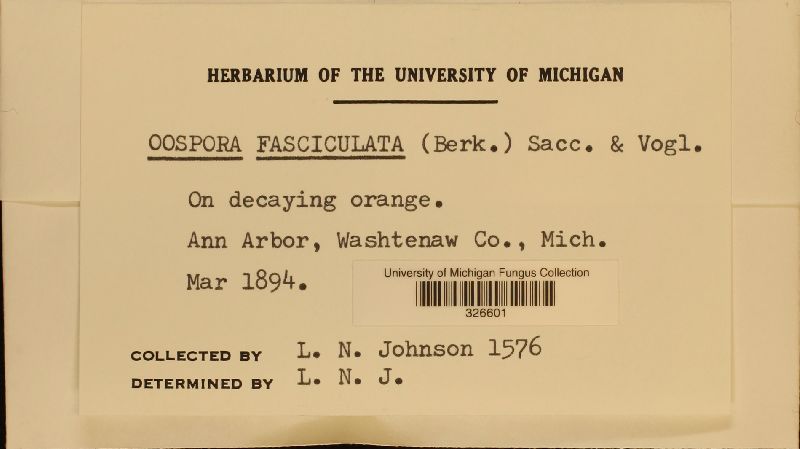 HERBARIUM OF THE UNIVERSITY OF MICHIGAN
OOSPORA FASCICULATA (Berk.) Sacc. & Vogl.
On decaying orange.
Ann Arbor, Washtenaw Co., Mich.
Mar 1894.
University of Michigan Fungus Collection
326601
COLLECTED BY L. N. Johnson 1576
DETERMINED BY L. N. J.